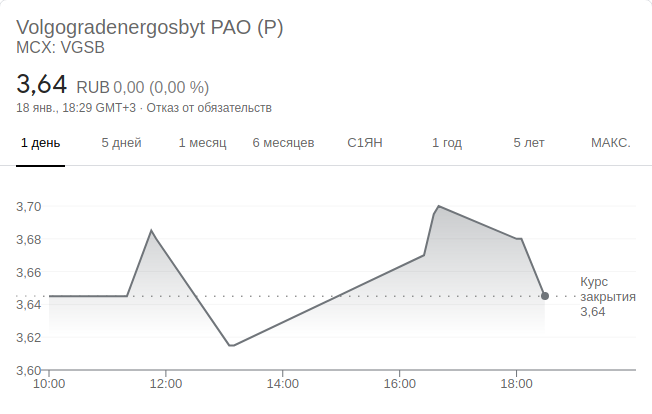 Volgogradenergosbyt PAO (P)
MCX: VGSB
3,64 RUB 0,00 (0,00 %)
18 янв., 18:29 GMT+3 · Отказ от обязательств
1 день 5 дней 1 месяц 6 месяцев С1ЯН 1 год 5 лет МАКС.
3,70
3,68
3,66
3,64
3,62
3,60
Курс
закрытия
3,64
10:00 12:00 14:00 16:00 18:00